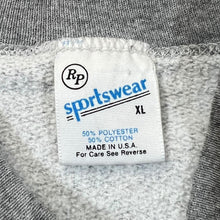 RP
sportswear
XL
50% POLYESTER
50% COTTON
MADE IN U.S.A.
For Care See Reverse